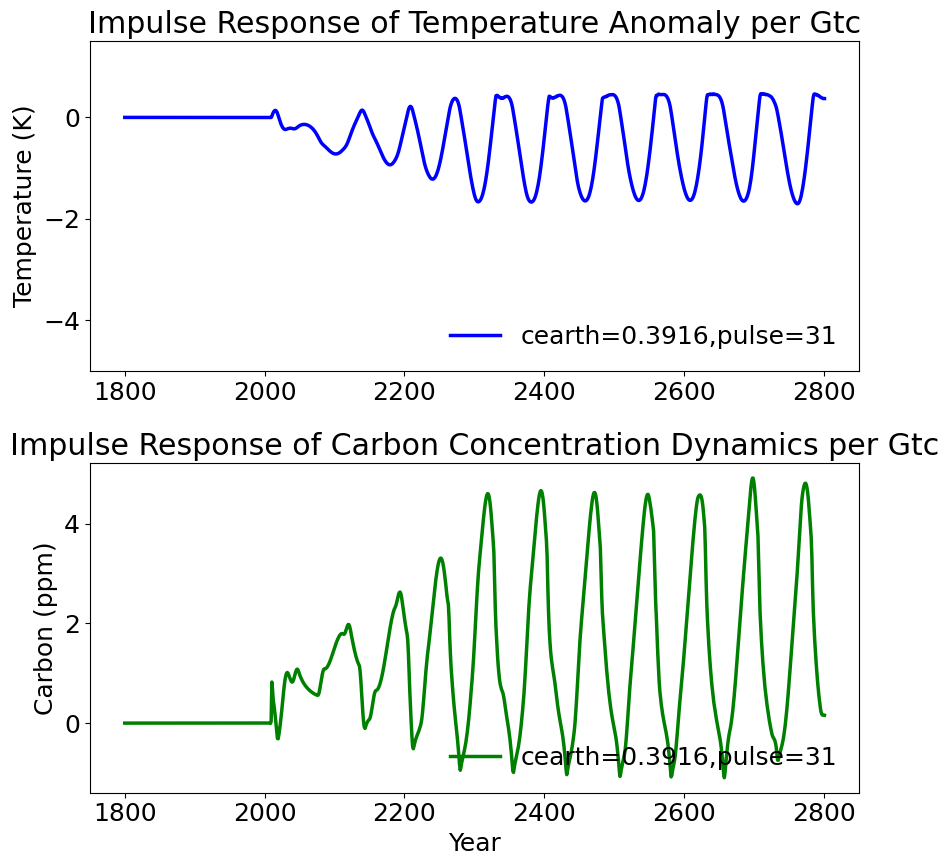 Impulse Response of Temperature Anomaly per Gtc
Temperature (K)
0
−2
−4
cearth=0.3916,pulse=31
1800 2000 2200 2400 2600 2800
Impulse Response of Carbon Concentration Dynamics per Gtc
Carbon (ppm)
4
2
0
cearth=0.3916,pulse=31
1800 2000 2200 2400 2600 2800
Year